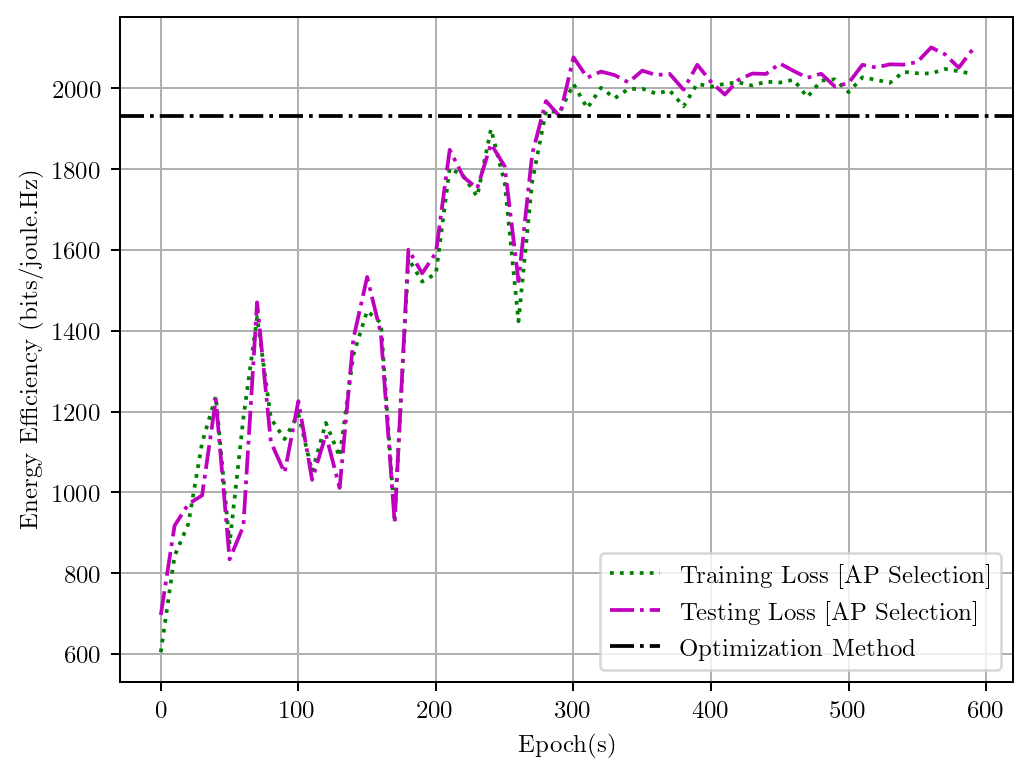 2000
1800
1600
1400
1200
1000
800
600
Energy Efficiency (bits/joule.Hz)
Training Loss [AP Selection]
Testing Loss [AP Selection]
Optimization Method
0 100 200 300 400 500 600
Epoch(s)